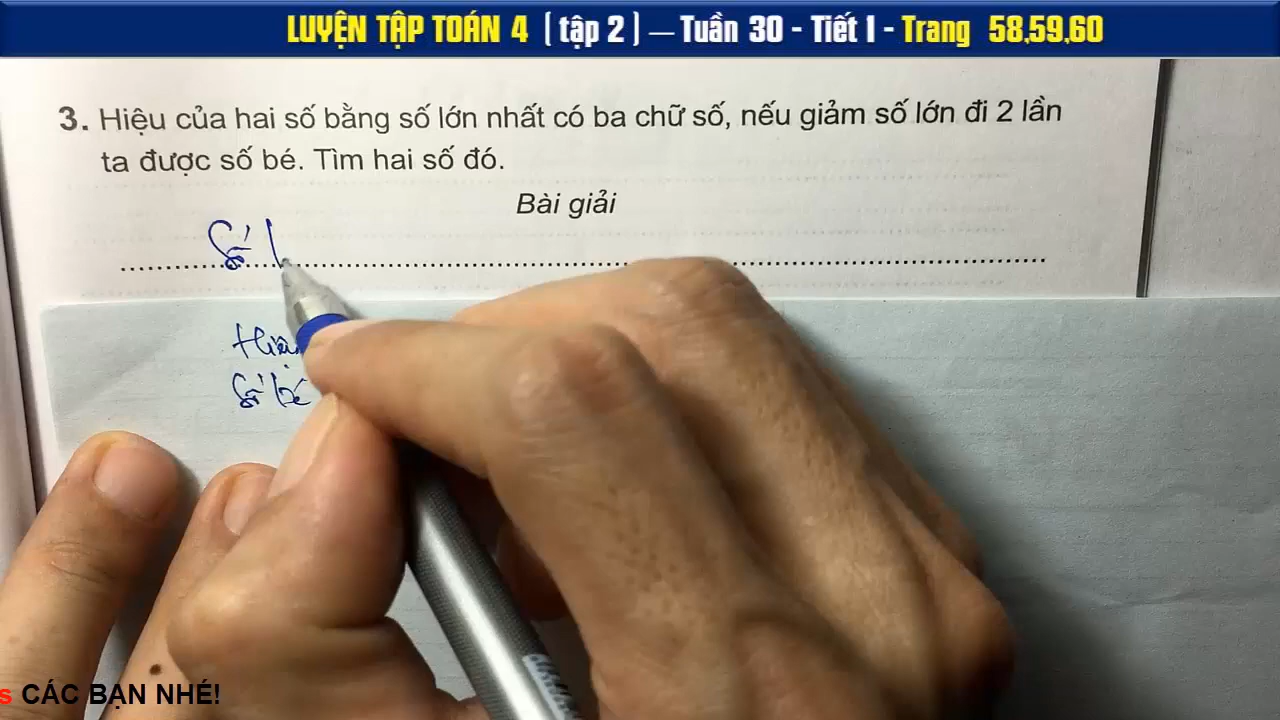 LUYỆN TẬP TOÁN 4 ( tập 2 ) — Tuần 30 - Tiết 1 - Trang 58,59,60
3. Hiệu của hai số bằng số lớn nhất có ba chữ số, nếu giảm số lớn đi 2 lần
ta được số bé. Tìm hai số đó.
Bài giải
Số l
Hiệu
Số bé
s CÁC BẠN NHÉ!